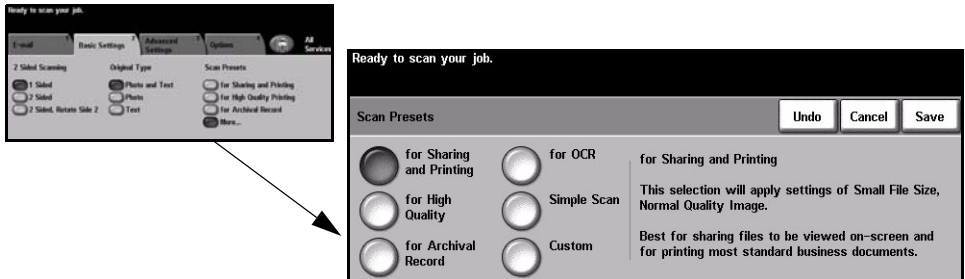 Ready to scan your job.
E-mail
Basic Settings
Advanced Settings
Options
All Services
2 Sided Scanning
Original Type
Scan Presets
1 Sided
2 Sided
2 Sided, Rotate Side 2
Photo and Text
Photo
Text
for Sharing and Printing
for High Quality Printing
for Archival Record
More...
Ready to scan your job.
Scan Presets
Undo
Cancel
Save
for Sharing
and Printing
for High
Quality
for Archival
Record
for OCR
Simple Scan
Custom
for Sharing and Printing
This selection will apply settings of Small File Size,
Normal Quality Image.
Best for sharing files to be viewed on-screen and
for printing most standard business documents.